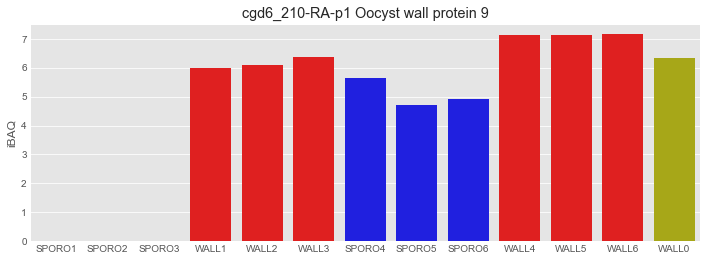 cgd6_210-RA-p1 Oocyst wall protein 9
iBAQ
7
6
5
4
3
2
1
0
SPORO1 SPORO2 SPORO3 WALL1 WALL2 WALL3 SPORO4 SPORO5 SPORO6 WALL4 WALL5 WALL6 WALL0